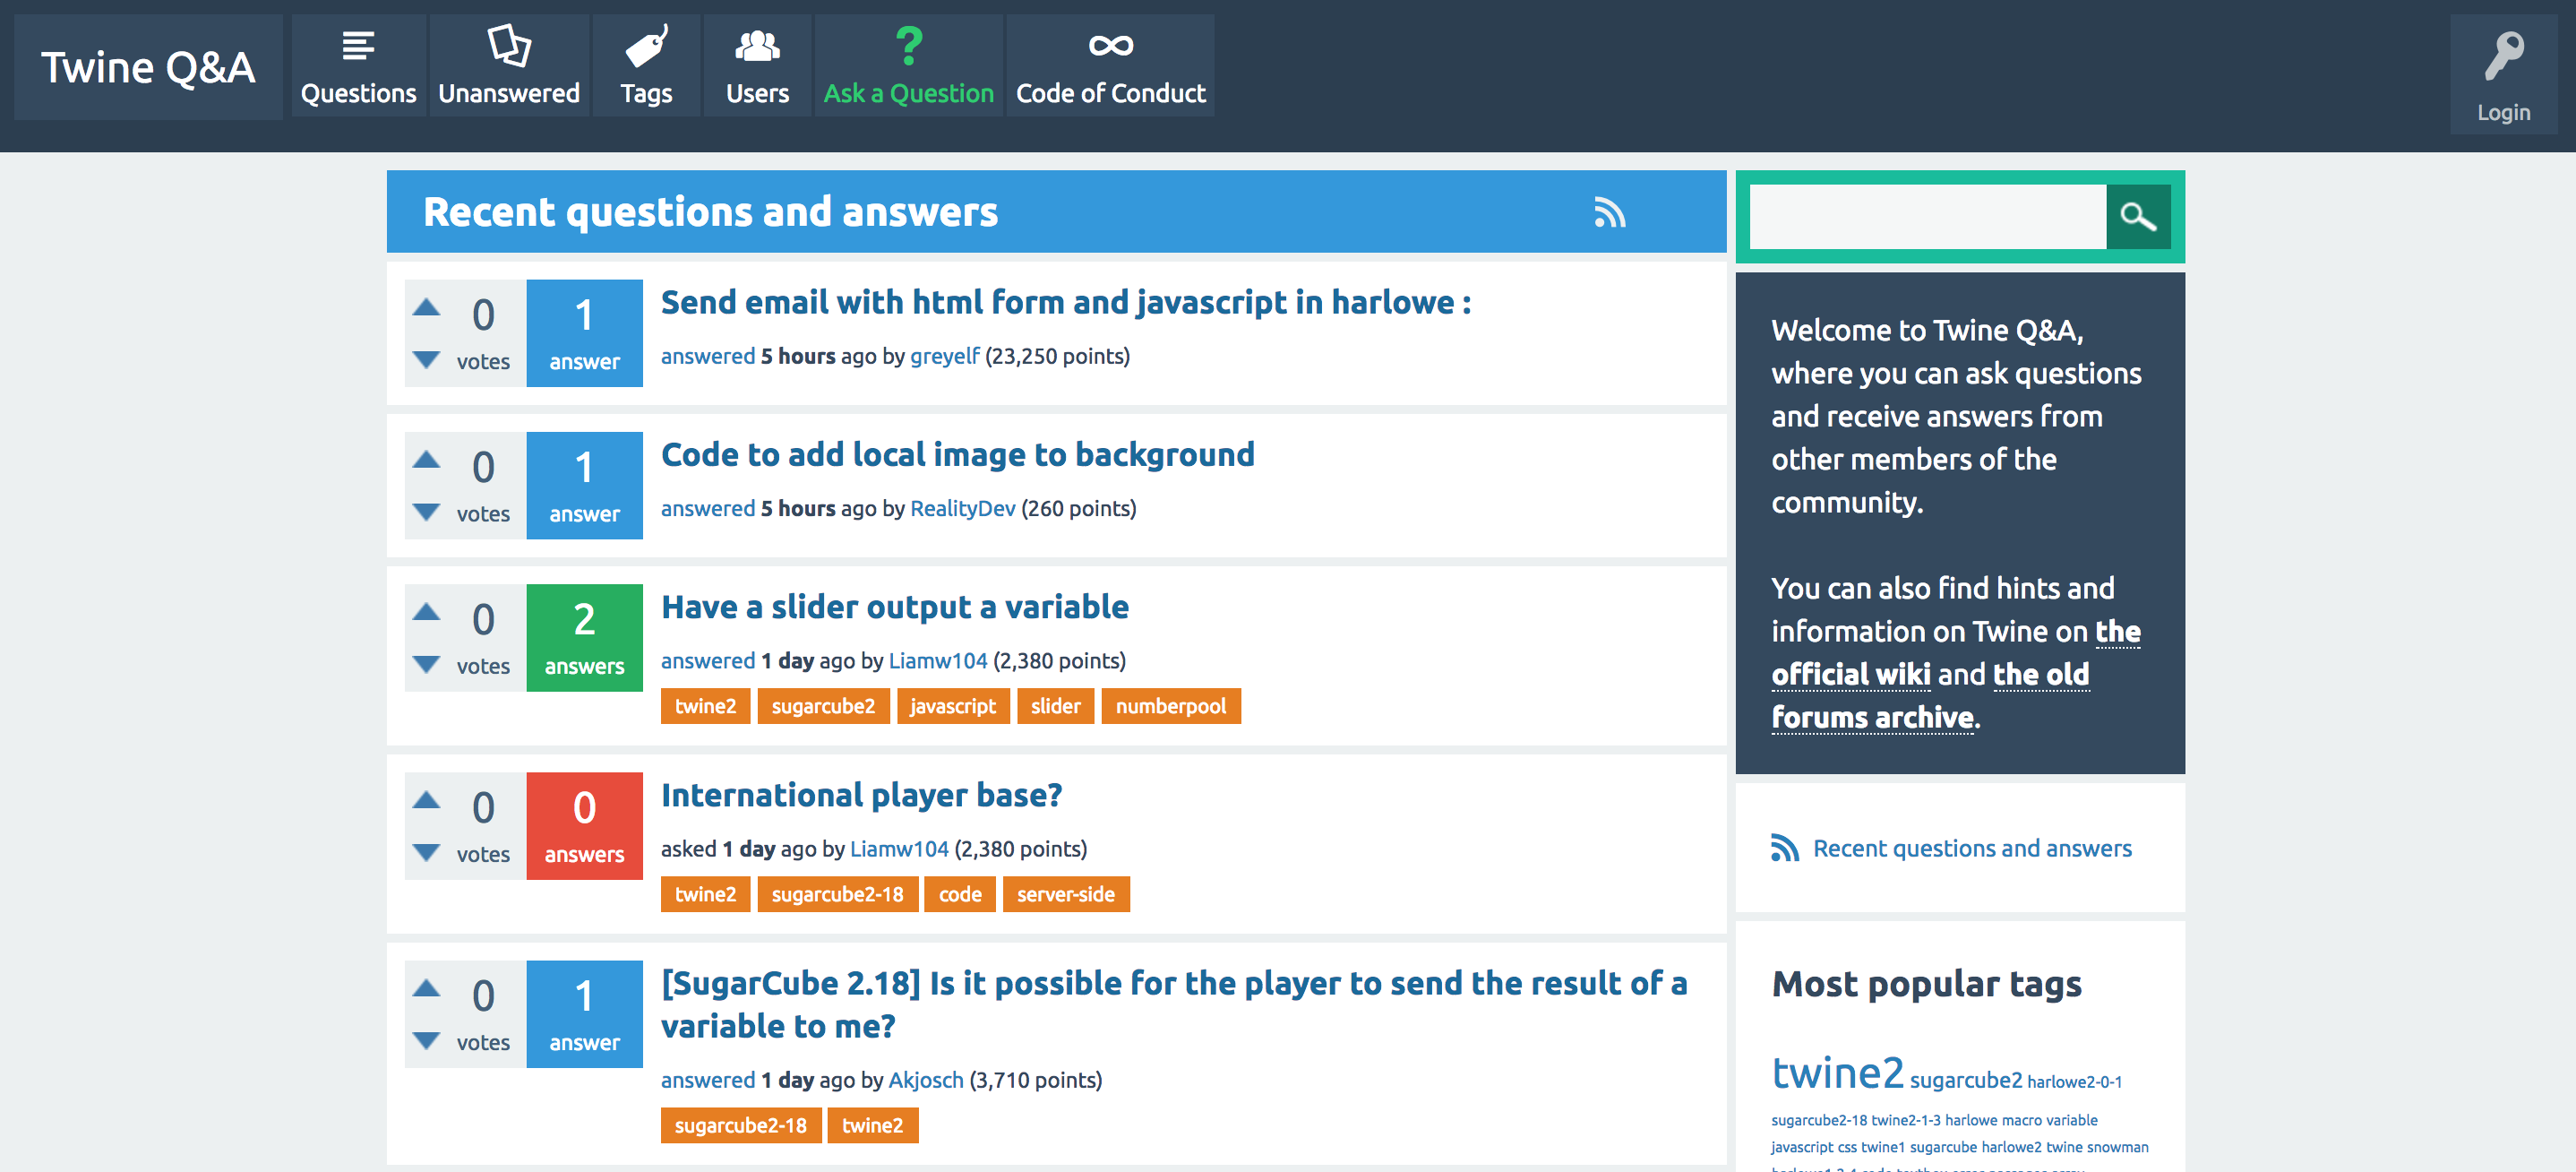 Twine Q&A
Questions
Unanswered
Tags
Users
Ask a Question
Code of Conduct
Login
Recent questions and answers
0
votes
1
answer
Send email with html form and javascript in harlowe :
answered 5 hours ago by greyelf (23,250 points)
0
votes
1
answer
Code to add local image to background
answered 5 hours ago by RealityDev (260 points)
0
votes
2
answers
Have a slider output a variable
answered 1 day ago by Liamw104 (2,380 points)
twine2 sugarcube2 javascript slider numberpool
0
votes
0
answers
International player base?
asked 1 day ago by Liamw104 (2,380 points)
twine2 sugarcube2-18 code server-side
0
votes
1
answer
[SugarCube 2.18] Is it possible for the player to send the result of a
variable to me?
answered 1 day ago by Akjosch (3,710 points)
sugarcube2-18 twine2
Welcome to Twine Q&A,
where you can ask questions
and receive answers from
other members of the
community.
You can also find hints and
information on Twine on the
official wiki and the old
forums archive.
Recent questions and answers
Most popular tags
twine2 sugarcube2 harlowe2-0-1
sugarcube2-18 twine2-1-3 harlowe macro variable
javascript css twine1 sugarcube harlowe2 twine snowman